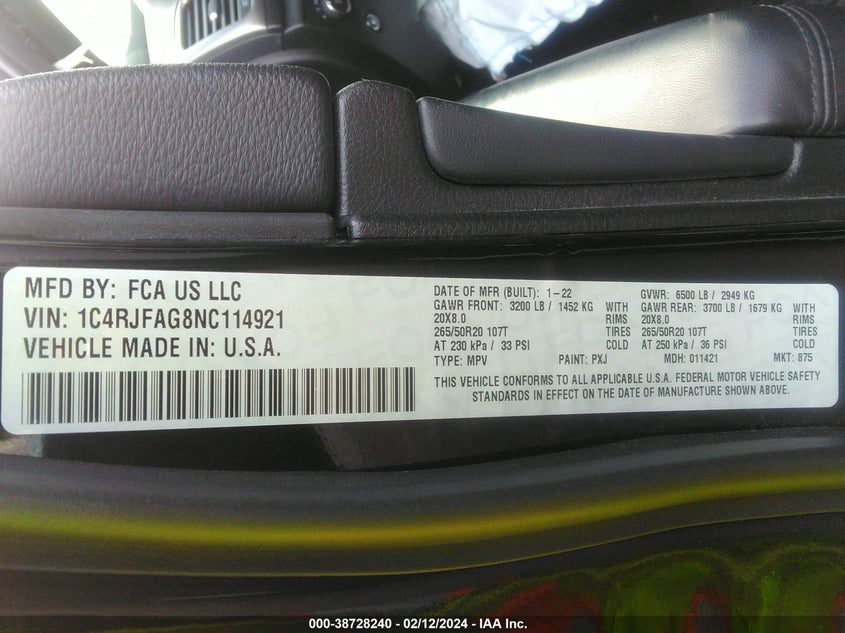 MFD BY: FCA US LLC
VIN: 1C4RJFAG8NC114921
VEHICLE MADE IN: U.S.A.
DATE OF MFR (BUILT): 1-22 GVWR: 6500 LB / 2949 KG
GAWR FRONT: 3200 LB / 1452 KG WITH GAWR REAR: 3700 LB / 1679 KG WITH
20X8.0 RIMS 20X8.0 RIMS
265/50R20 107T TIRES 265/50R20 107T TIRES
AT 230 kPa / 33 PSI COLD AT 250 kPa / 36 PSI COLD
TYPE: MPV PAINT: PXJ MDH: 011421 MKT: 875
THIS VEHICLE CONFORMS TO ALL APPLICABLE U.S.A. FEDERAL MOTOR VEHICLE SAFETY
STANDARDS IN EFFECT ON THE DATE OF MANUFACTURE SHOWN ABOVE.
000-38728240 - 02/12/2024 - IAA Inc.